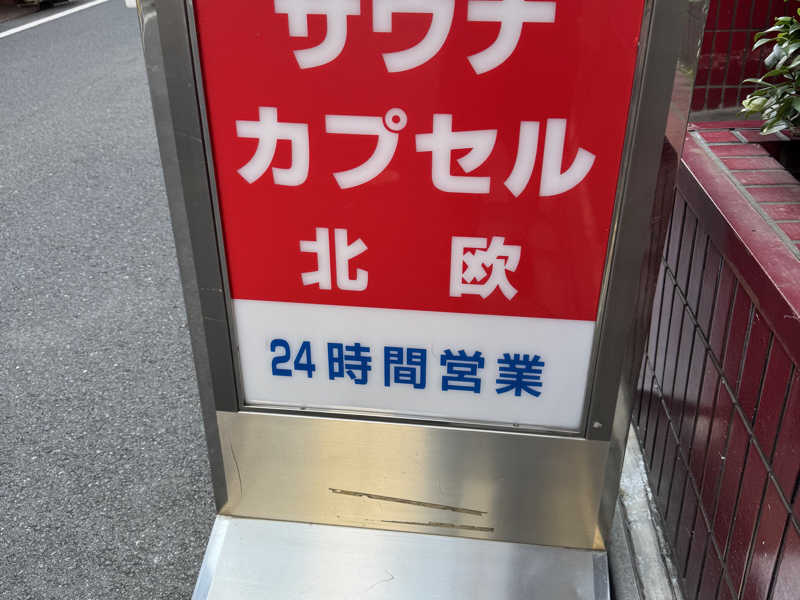 サウナ
カプセル
北 欧
24時間営業